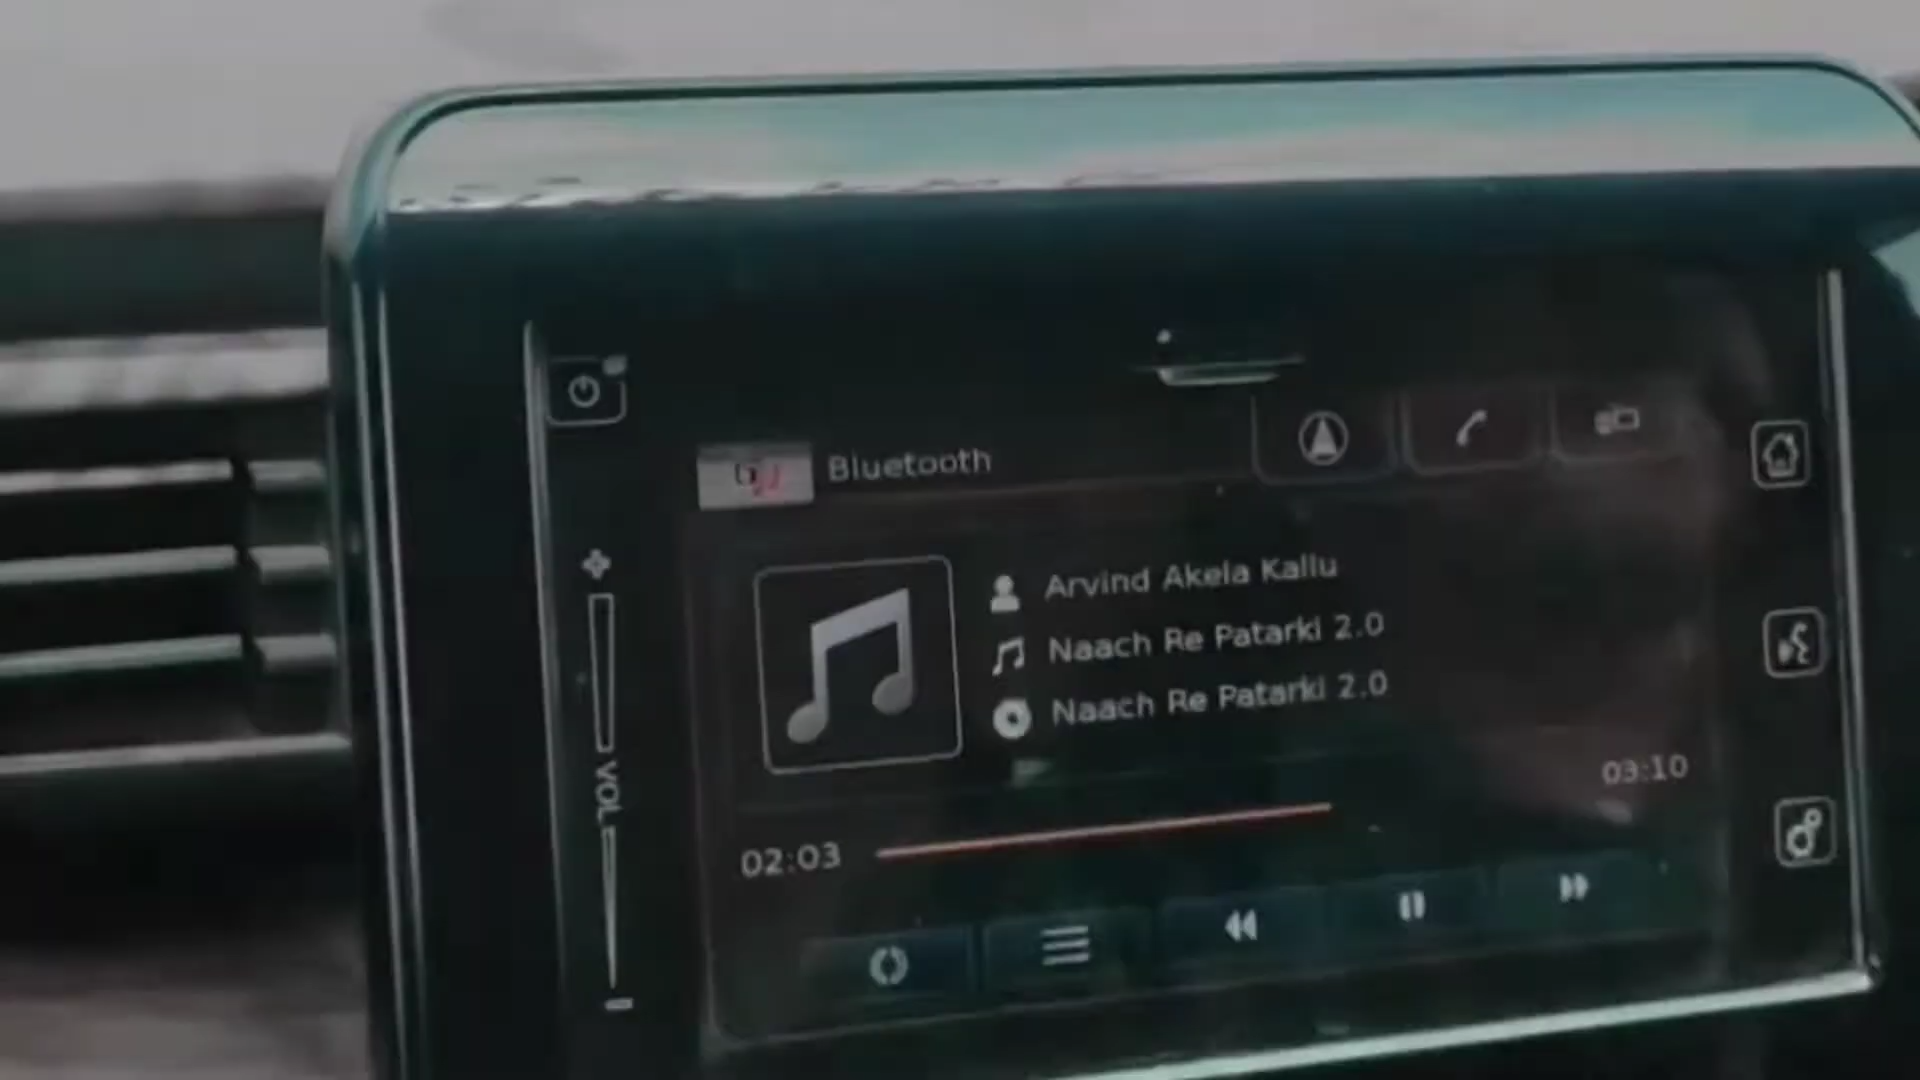 Bluetooth
Arvind Akela Kallu
Naach Re Patarki 2.0
Naach Re Patarki 2.0
03:10
02:03
VOL